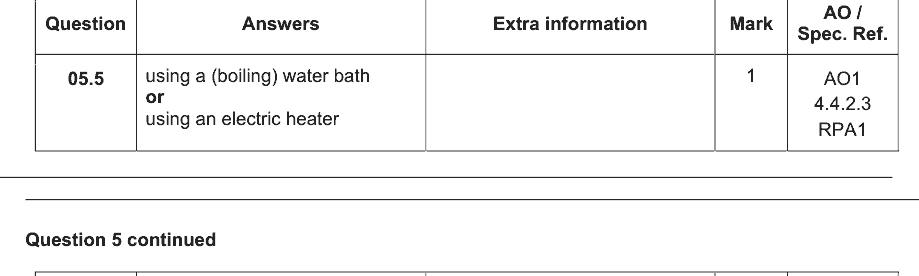 Question Answers Extra information Mark AO /
Spec. Ref.
05.5 using a (boiling) water bath 1 AO1
or 4.4.2.3
using an electric heater RPA1
Question 5 continued